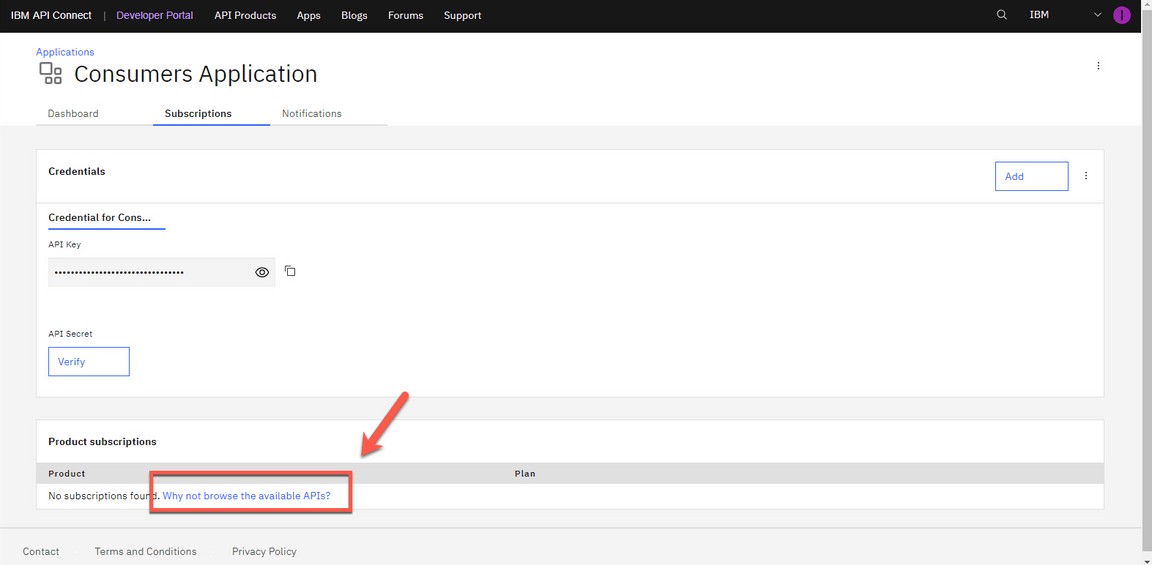 IBM API Connect | Developer Portal API Products Apps Blogs Forums Support IBM I
Applications
Consumers Application
Dashboard Subscriptions Notifications
Credentials
Add
Credential for Cons...
API Key
••••••••••••••••••••••••••••••••
API Secret
Verify
Product subscriptions
Product Plan
No subscriptions found. Why not browse the available APIs?
Contact Terms and Conditions Privacy Policy